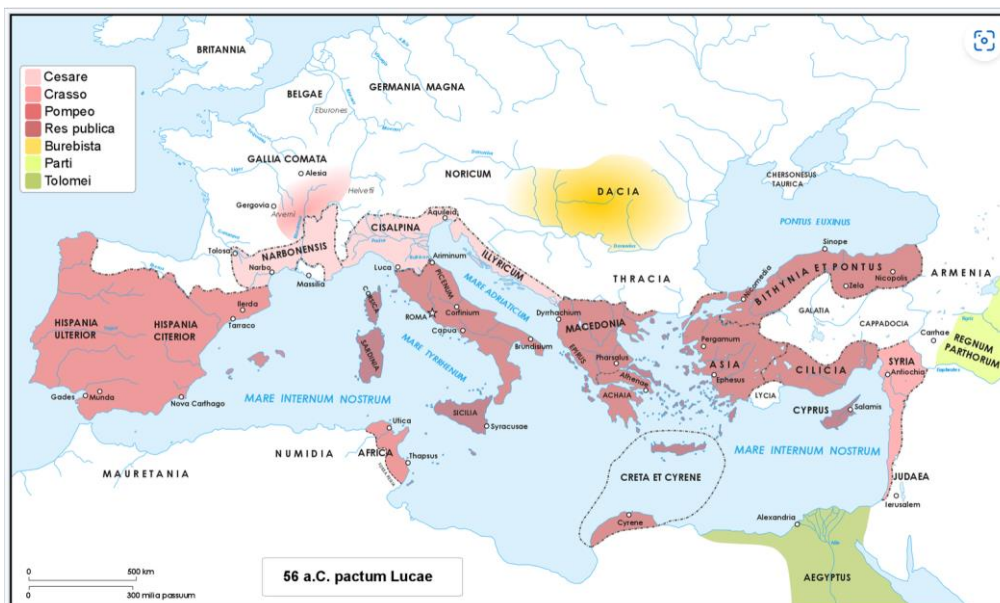 Cesare
Crasso
Pompeo
Res publica
Burebista
Parti
Tolomei
BRITANNIA
GERMANIA MAGNA
BELGAE
Eburones
GALLIA COMATA
Alesia
Helvetii
NORICUM
Gergovia
Arverni
DACIA
CHERSONESUS
TAURICA
PONTUS EUXINUS
CISALPINA
Aquileia
Tolosa
NARBONENSIS
Narbo
Massilia
Luca
Ariminum
ILLYRICUM
THRACIA
Sinope
BITHYNIA ET PONTUS
Nicomedia
Nicopolis
Zela
ARMENIA
GALATIA
CAPPADOCIA
Carrhae
REGNUM
PARTHORUM
HISPANIA
ULTERIOR
HISPANIA
CITERIOR
Ilerda
Tarraco
CORSICA
PICENUM
ROMA
Corfinium
MARE ADRIATICUM
Capua
Brundisium
Dyrrhachium
MACEDONIA
EPIRUS
Pharsalus
Athenae
ACHAIA
Pergamum
ASIA
Ephesus
LYCIA
CILICIA
SYRIA
Antiochia
SARDINIA
MARE TYRRHENUM
Gades
Munda
Nova Carthago
MARE INTERNUM NOSTRUM
SICILIA
Syracusae
CYPRUS
Salamis
MARE INTERNUM NOSTRUM
MAURETANIA
NUMIDIA
Utica
AFRICA
Thapsus
CRETA ET CYRENE
Cyrene
JUDAEA
Ierusalem
Alexandria
AEGYPTUS
0 500 km
0 300 milia passuum
56 a.C. pactum Lucae